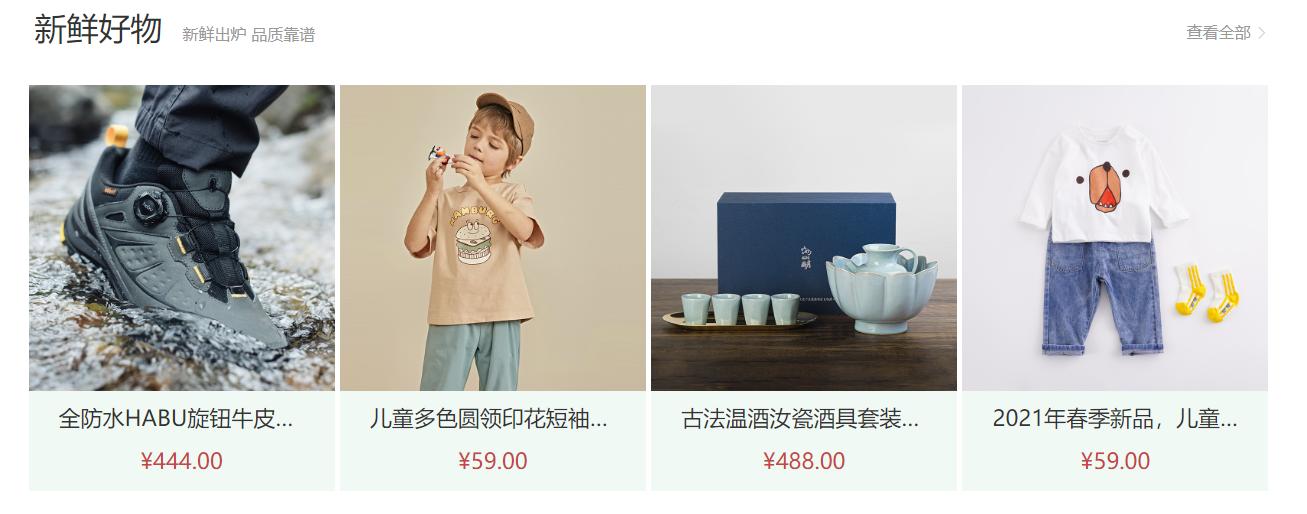 新鲜好物 新鲜出炉 品质靠谱
查看全部
HAMBURG
全防水HABU旋钮牛皮...
¥444.00
儿童多色圆领印花短袖...
¥59.00
古法温酒汝瓷酒具套装...
¥488.00
2021年春季新品，儿童...
¥59.00